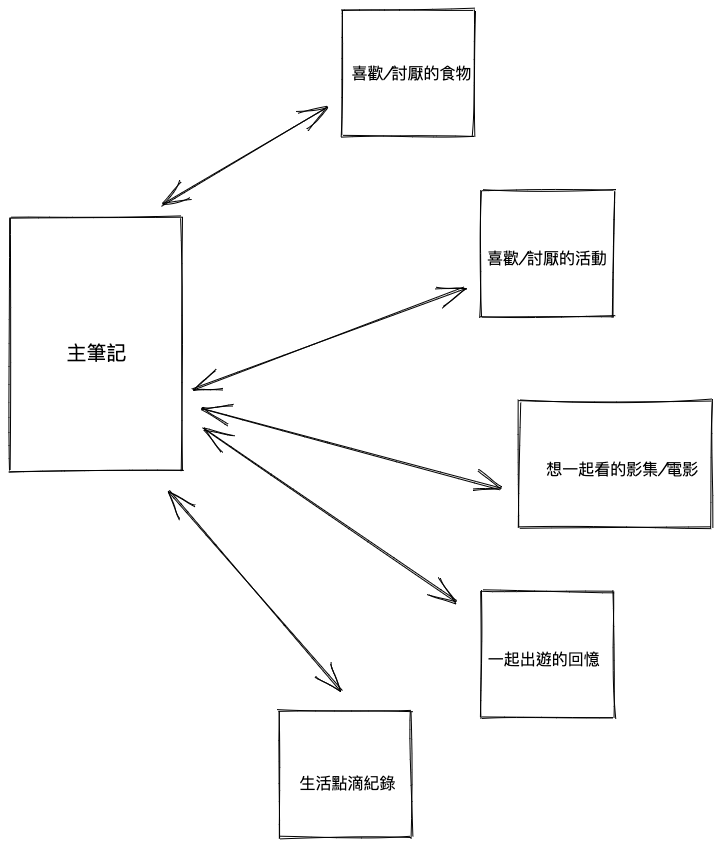 喜歡/討厭的食物
喜歡/討厭的活動
主筆記
想一起看的影集/電影
一起出遊的回憶
生活點滴紀錄